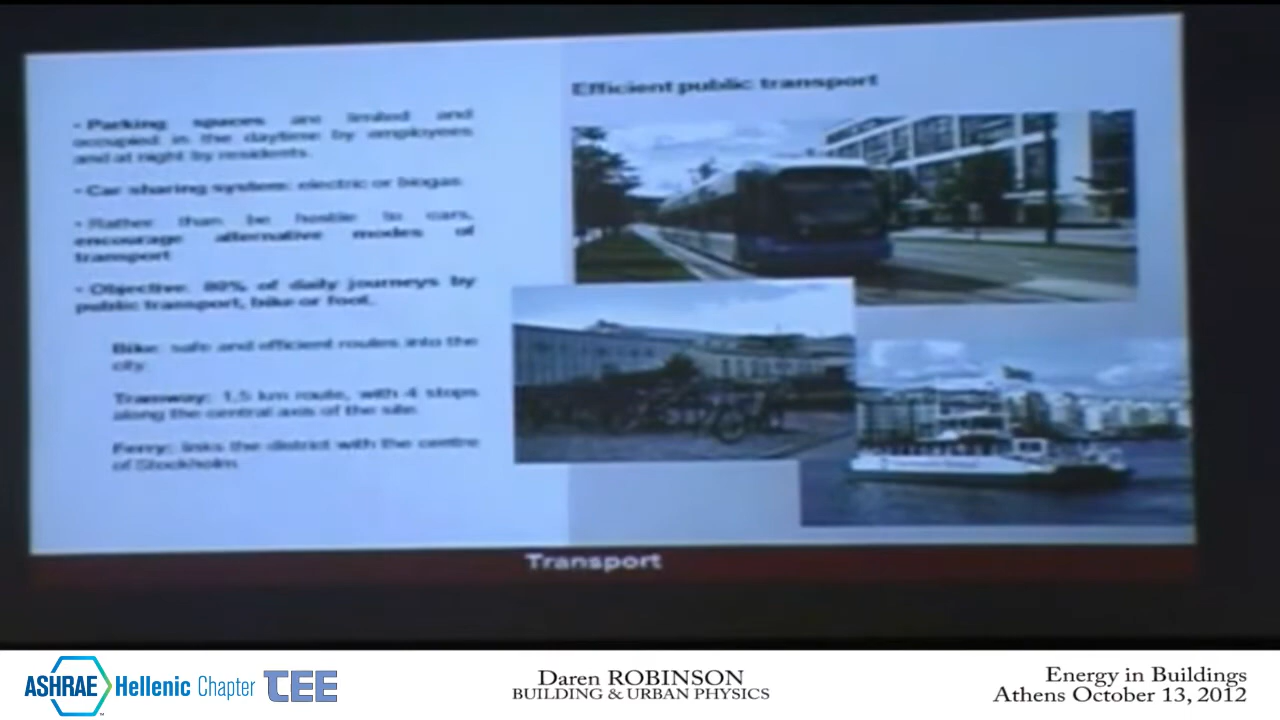 Efficient public transport
• Parking spaces are limited and
occupied in the daytime by employees
and at night by residents.
• Car sharing system: electric or biogas
• Rather than be hostile to cars,
encourage alternative modes of
transport
• Objective: 80% of daily journeys by
public transport, bike or foot.
Bike: safe and efficient routes into the
city
Tramway: 1,5 km route, with 4 stops
along the central axis of the site
Ferry: links the district with the centre
of Stockholm
Transport
ASHRAE Hellenic Chapter TEE
Daren ROBINSON
BUILDING & URBAN PHYSICS
Energy in Buildings
Athens October 13, 2012